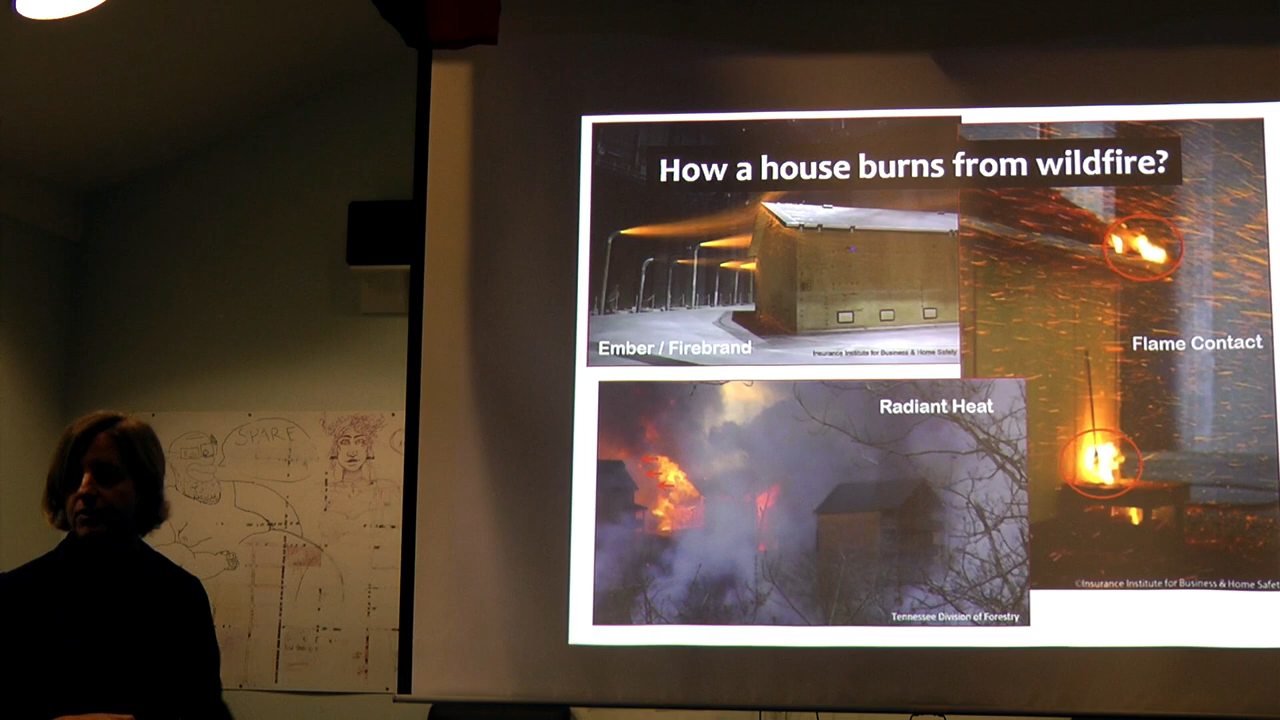 How a house burns from wildfire?
Ember / Firebrand
Insurance Institute for Business & Home Safety
Flame Contact
Radiant Heat
©Insurance Institute for Business & Home Safet
Tennessee Division of Forestry
SPARE